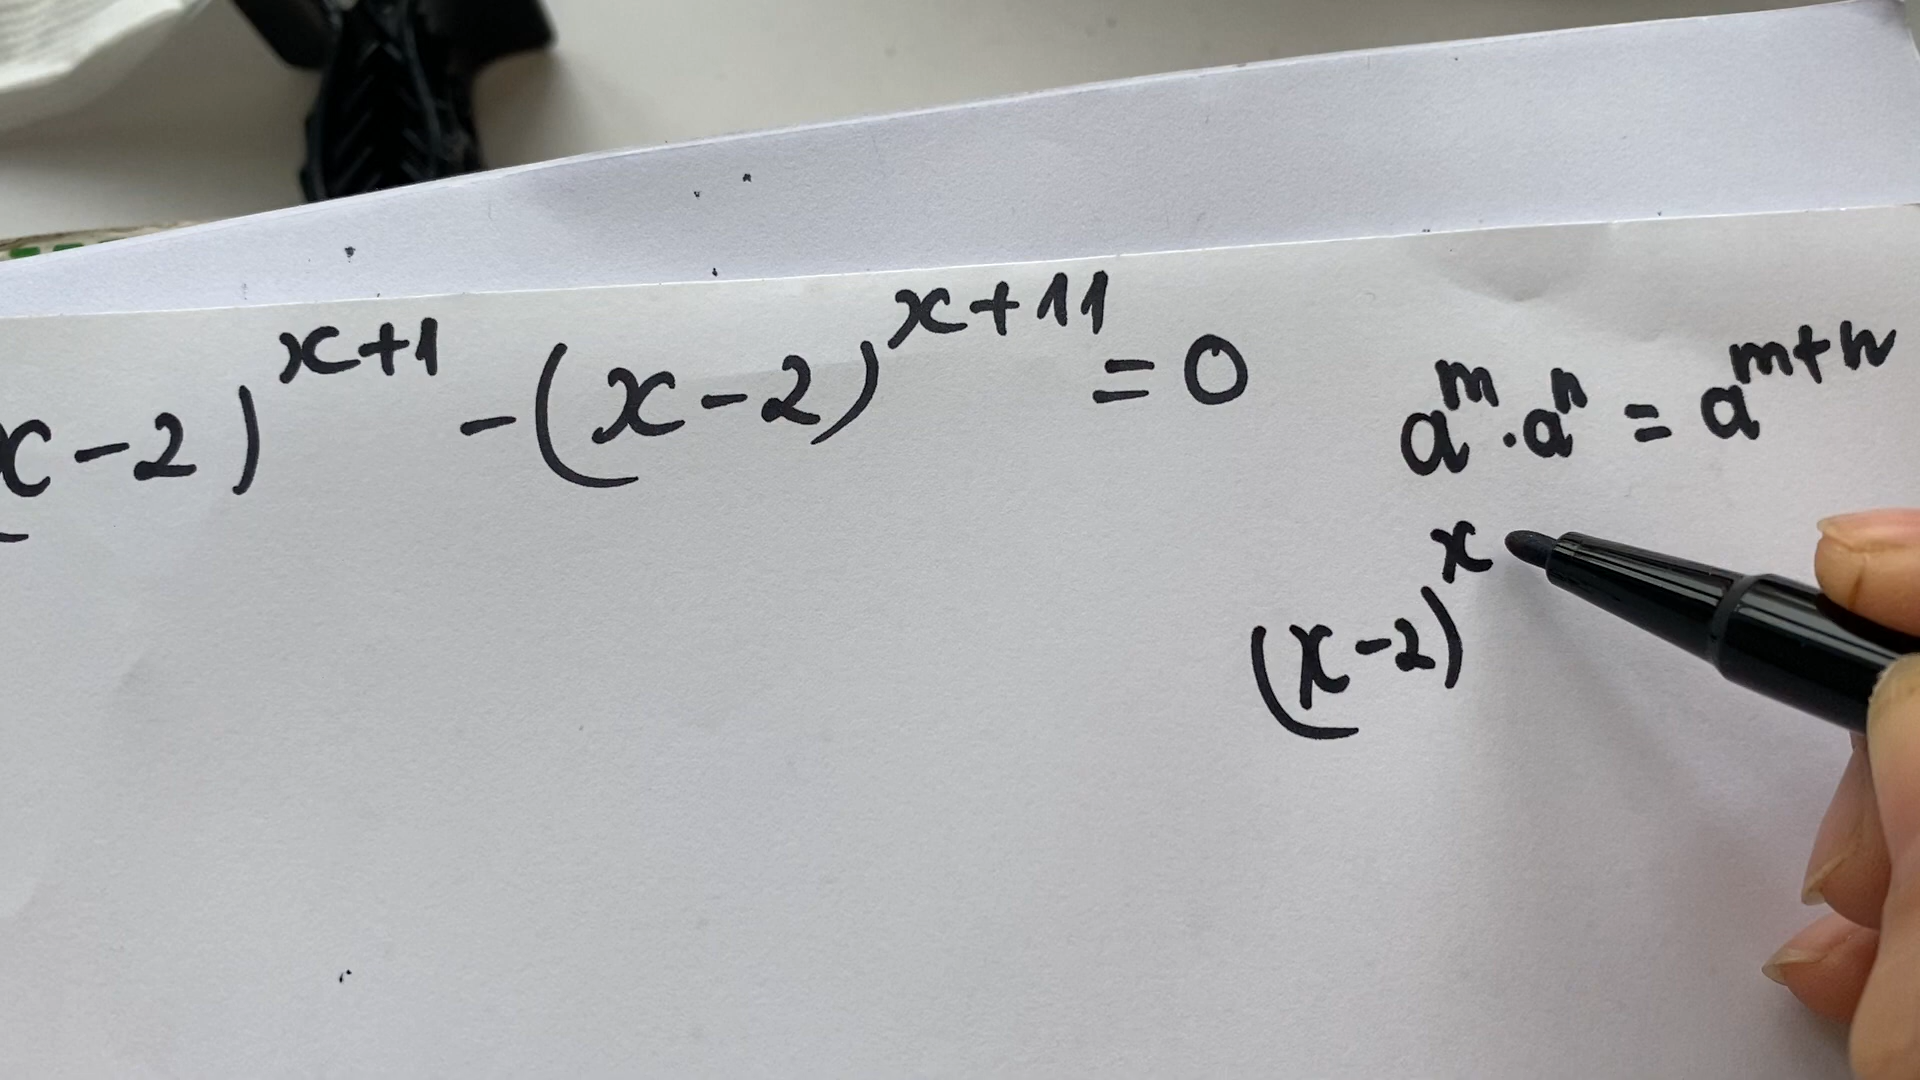 x-2)^{x+1} - (x-2)^{x+11} = 0
a^m · a^n = a^{m+n}
(x-2)^x